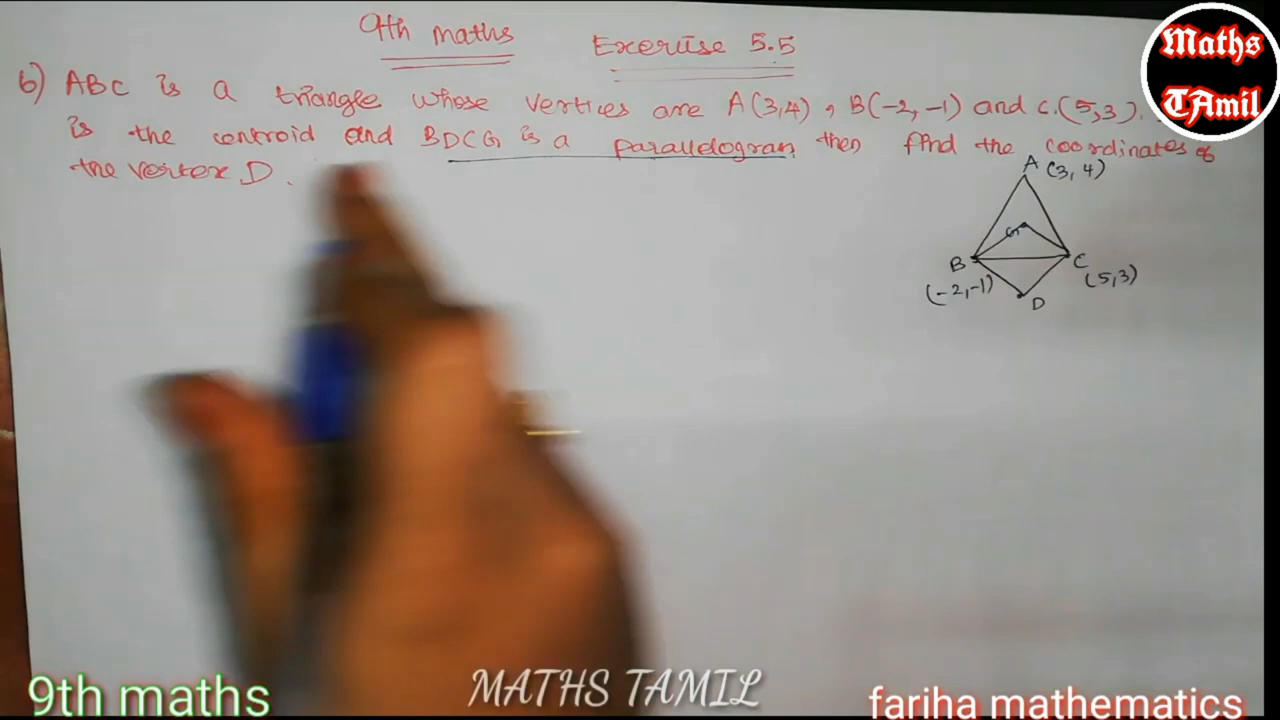 9th maths Exercise 5.5
Maths
TAmil
6) ABC is a triangle whose vertices are A(3,4), B(-2,-1) and C.(5,3).
is the centroid and BDCG is a parallelogram then find the coordinates of
the vertex D.
A (3, 4)
G
B
C
(-2,-1)
(5,3)
D
9th maths
MATHS TAMIL
fariha mathematics